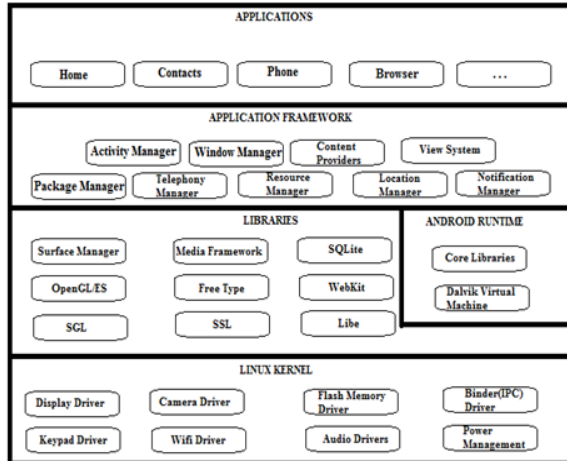 APPLICATIONS
Home
Contacts
Phone
Browser
...
APPLICATION FRAMEWORK
Activity Manager
Window Manager
Content
Providers
View System
Package Manager
Telephony
Manager
Resource
Manager
Location
Manager
Notification
Manager
LIBRARIES
Surface Manager
Media Framework
SQLite
OpenGL/ES
Free Type
WebKit
SGL
SSL
Libe
ANDROID RUNTIME
Core Libraries
Dalvik Virtual
Machine
LINUX KERNEL
Display Driver
Camera Driver
Flash Memory
Driver
Binder(IPC)
Driver
Keypad Driver
Wifi Driver
Audio Drivers
Power
Management